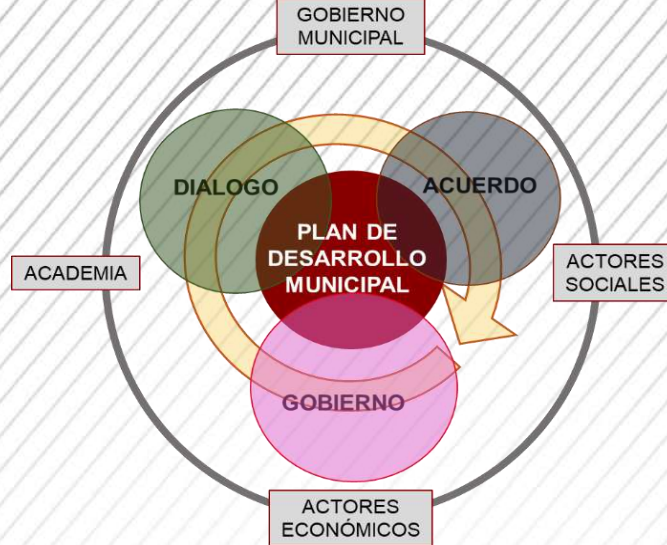 GOBIERNO
MUNICIPAL
DIALOGO
ACUERDO
PLAN DE
DESARROLLO
MUNICIPAL
ACADEMIA
ACTORES
SOCIALES
GOBIERNO
ACTORES
ECONÓMICOS